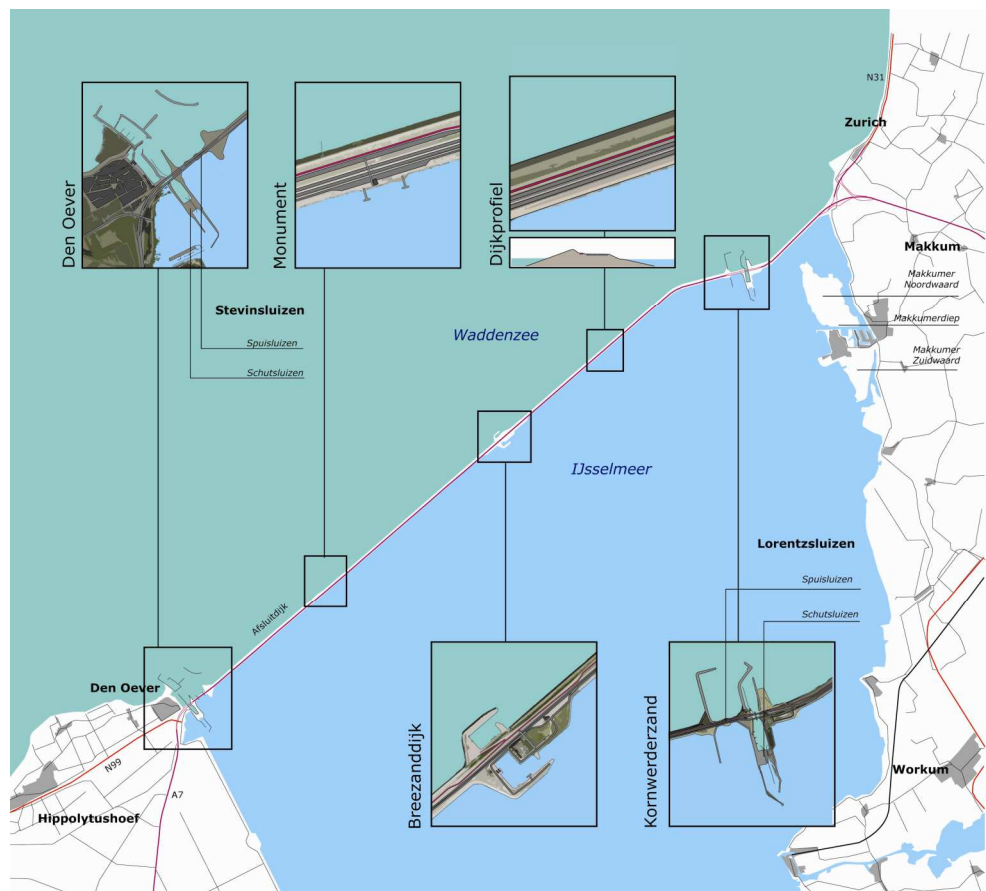 N31
Zurich
Den Oever
Monument
Dijkprofiel
Makkum
Makkumer
Noordwaard
Makkumerdiep
Makkumer
Zuidwaard
Stevinsluizen
Spuisluizen
Schutsluizen
Waddenzee
IJsselmeer
Lorentzsluizen
Spuisluizen
Schutsluizen
Afsluitdijk
Den Oever
N99
A7
Hippolytushoef
Breezanddijk
Kornwerderzand
Workum